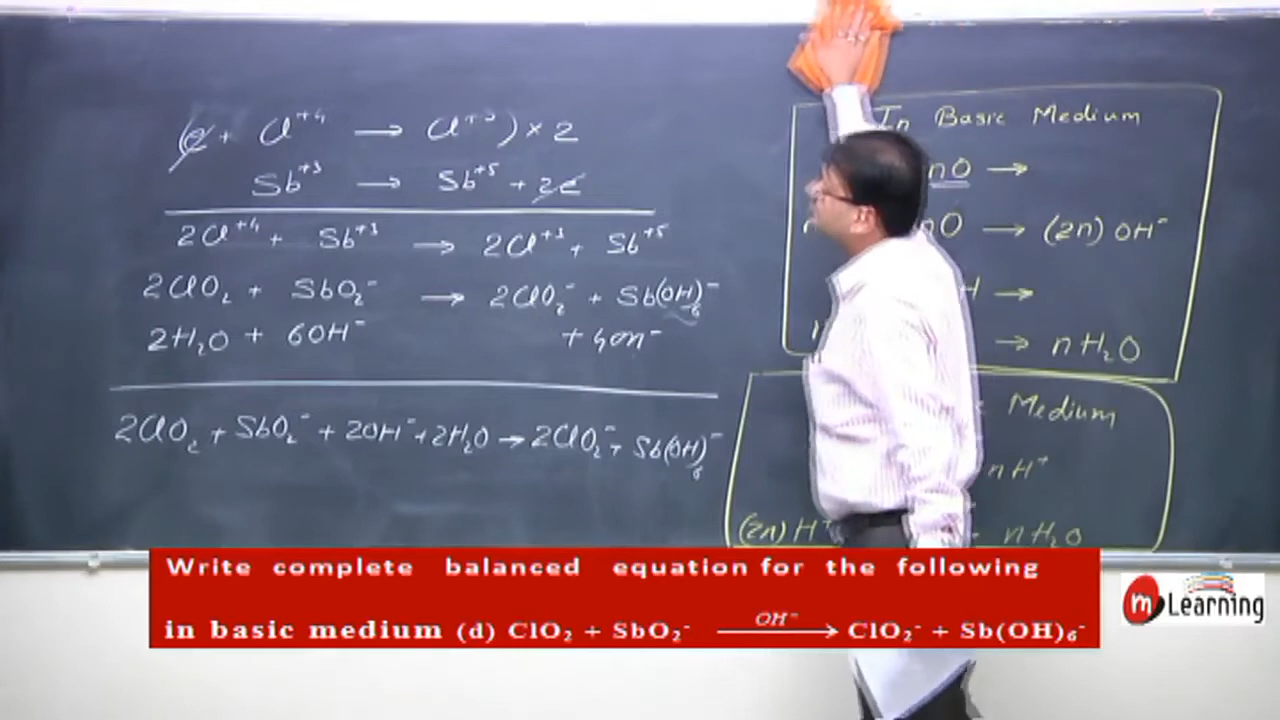 (e + Cl⁺⁴ → Cl⁺³) × 2
Sb⁺³ → Sb⁺⁵ + 2e
2Cl⁺⁴ + Sb⁺³ → 2Cl⁺³ + Sb⁺⁵
2ClO₂ + SbO₂⁻ → 2ClO₂⁻ + Sb(OH)₆⁻
2H₂O + 6OH⁻ + 4OH⁻
2ClO₂ + SbO₂⁻ + 2OH⁻ + 2H₂O → 2ClO₂⁻ + Sb(OH)₆⁻
In Basic Medium
nO →
nO → (2n) OH⁻
H →
→ nH₂O
Medium
nH⁺
(2n) H⁺ nH₂O
Write complete balanced equation for the following
in basic medium (d) ClO₂ + SbO₂⁻ —OH⁻→ ClO₂⁻ + Sb(OH)₆⁻
m Learning